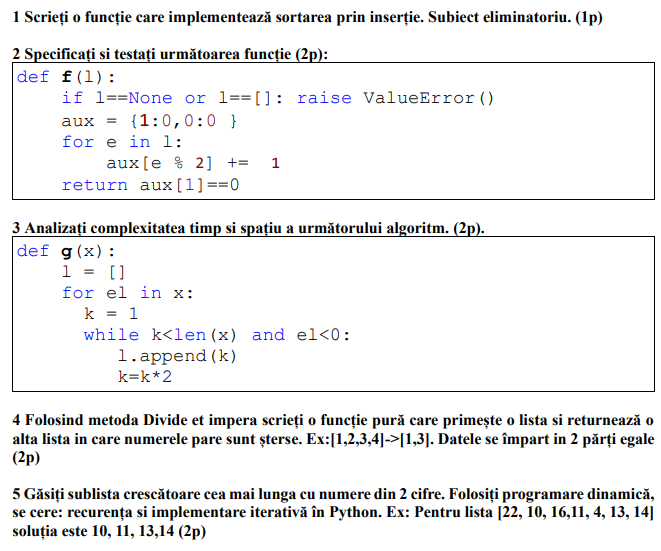 1 Scrieți o funcție care implementează sortarea prin inserție. Subiect eliminatoriu. (1p)
2 Specificați si testați următoarea funcție (2p):
def f(l):
    if l==None or l==[]: raise ValueError()
    aux = {1:0,0:0 }
    for e in l:
        aux[e % 2] +=  1
    return aux[1]==0
3 Analizați complexitatea timp si spațiu a următorului algoritm. (2p).
def g(x):
    l = []
    for el in x:
      k = 1
      while k<len(x) and el<0:
         l.append(k)
         k=k*2
4 Folosind metoda Divide et impera scrieți o funcție pură care primește o lista si returnează o
alta lista in care numerele pare sunt șterse. Ex:[1,2,3,4]->[1,3]. Datele se împart in 2 părți egale
(2p)
5 Găsiți sublista crescătoare cea mai lunga cu numere din 2 cifre. Folosiți programare dinamică,
se cere: recurența si implementare iterativă în Python. Ex: Pentru lista [22, 10, 16,11, 4, 13, 14]
soluția este 10, 11, 13,14 (2p)